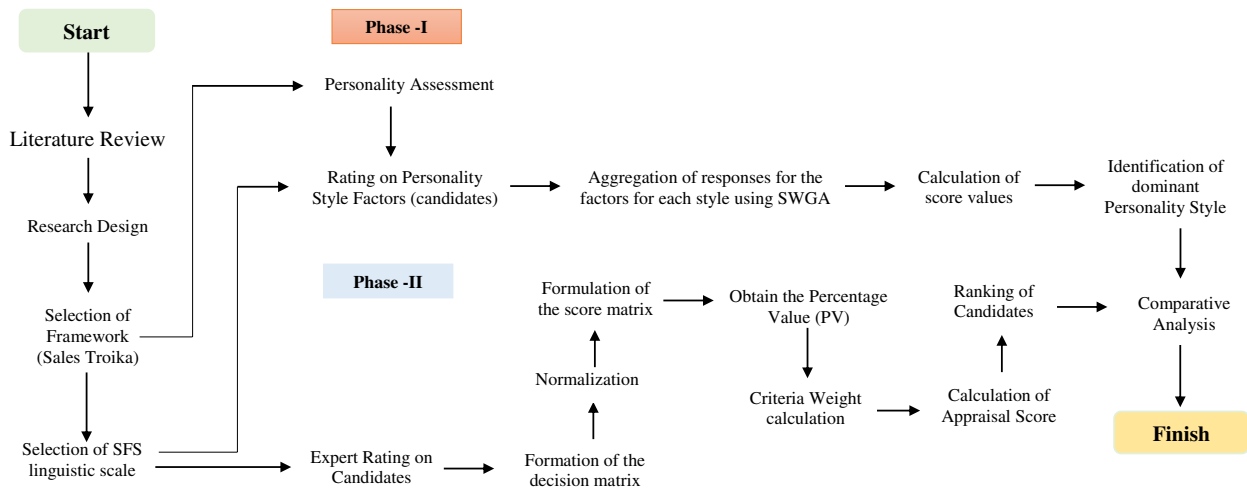 Start
Literature Review
Research Design
Selection of
Framework
(Sales Troika)
Selection of SFS
linguistic scale
Phase -I
Personality Assessment
Rating on Personality
Style Factors (candidates)
Aggregation of responses for the
factors for each style using SWGA
Calculation of
score values
Identification of
dominant
Personality Style
Phase -II
Expert Rating on
Candidates
Formation of the
decision matrix
Normalization
Formulation of
the score matrix
Obtain the Percentage
Value (PV)
Criteria Weight
calculation
Calculation of
Appraisal Score
Ranking of
Candidates
Comparative
Analysis
Finish